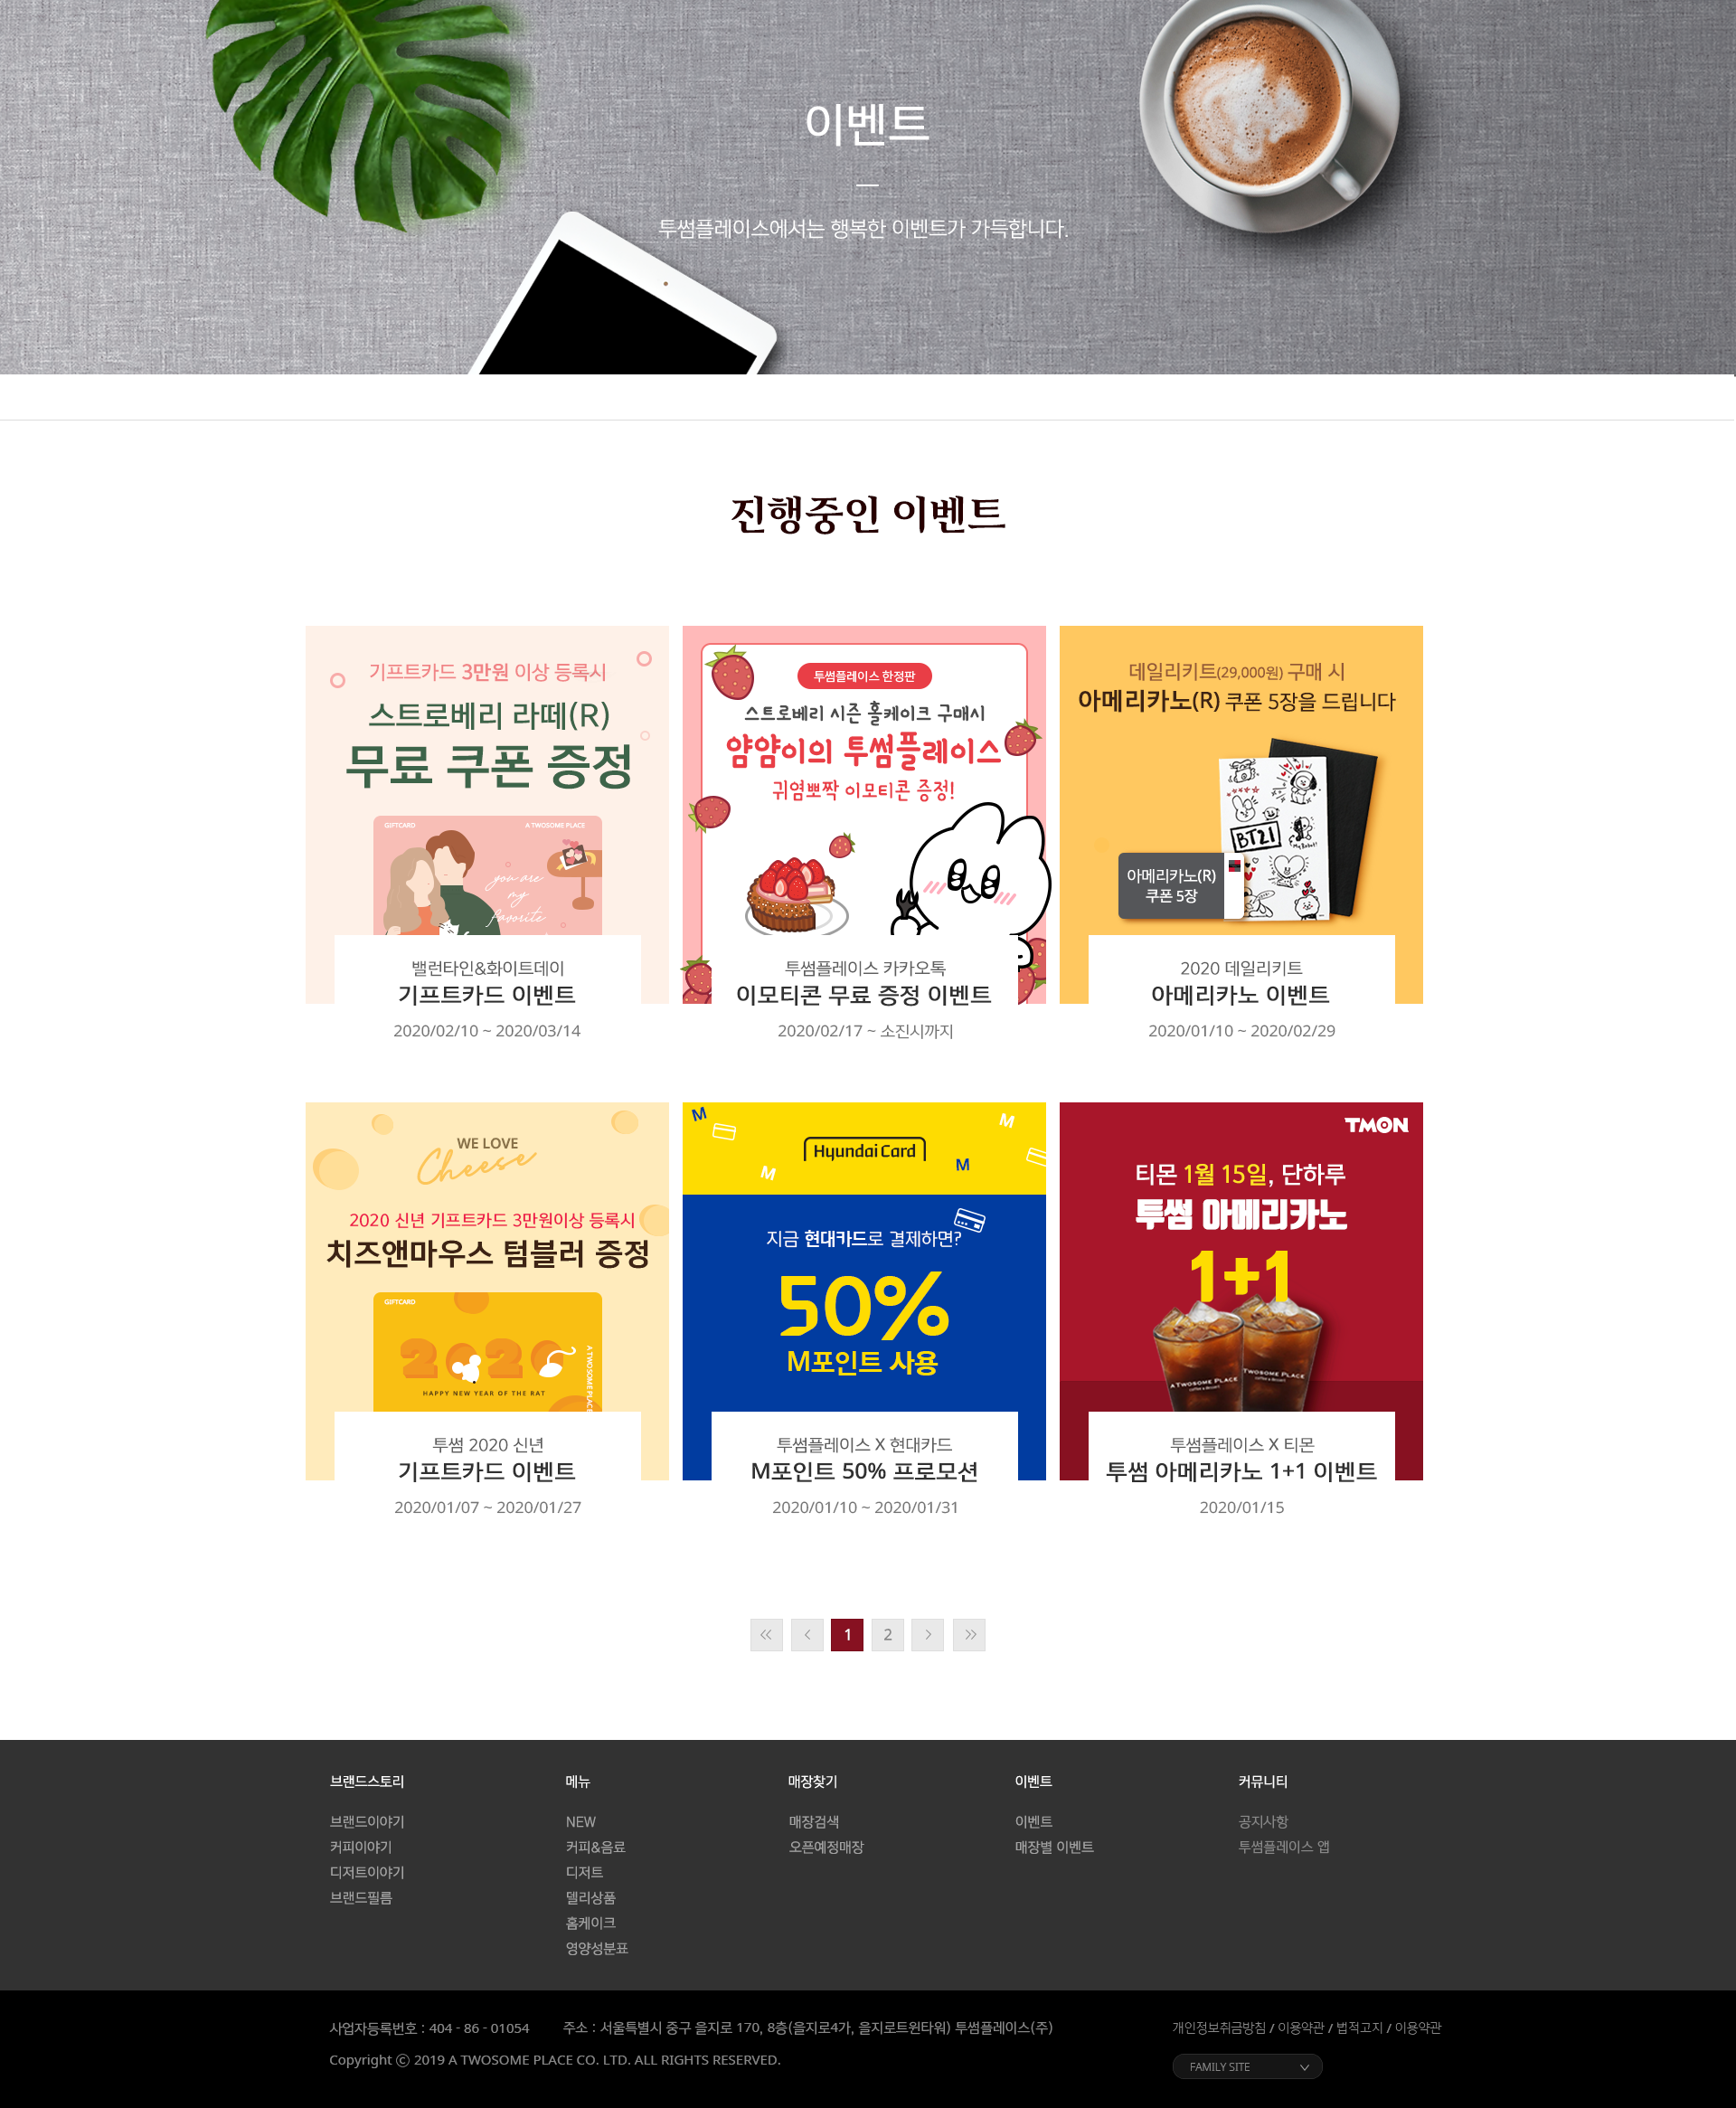 이벤트
투썸플레이스에서는 행복한 이벤트가 가득합니다.
진행중인 이벤트
기프트카드 3만원 이상 등록시
스트로베리 라떼(R)
무료 쿠폰 증정
GIFTCARD
A TWOSOME PLACE
you are
my
favorite
밸런타인&화이트데이
기프트카드 이벤트
2020/02/10 ~ 2020/03/14
투썸플레이스 한정판
스트로베리 시즌 홀케이크 구매시
얌얌이의 투썸플레이스
귀염뽀짝 이모티콘 증정!
투썸플레이스 카카오톡
이모티콘 무료 증정 이벤트
2020/02/17 ~ 소진시까지
데일리키트(29,000원) 구매 시
아메리카노(R) 쿠폰 5장을 드립니다
BT21
아메리카노(R)
쿠폰 5장
2020 데일리키트
아메리카노 이벤트
2020/01/10 ~ 2020/02/29
WE LOVE
Cheese
2020 신년 기프트카드 3만원이상 등록시
치즈앤마우스 텀블러 증정
GIFTCARD
2020
HAPPY NEW YEAR OF THE RAT
A TWOSOME PLACE
투썸 2020 신년
기프트카드 이벤트
2020/01/07 ~ 2020/01/27
M
M
M
M
Hyundai Card
지금 현대카드로 결제하면?
50%
M포인트 사용
투썸플레이스 X 현대카드
M포인트 50% 프로모션
2020/01/10 ~ 2020/01/31
TMON
티몬 1월 15일, 단하루
투썸 아메리카노
1+1
A TWOSOME PLACE
TWOSOME PLACE
투썸플레이스 X 티몬
투썸 아메리카노 1+1 이벤트
2020/01/15
1
2
브랜드스토리
브랜드이야기
커피이야기
디저트이야기
브랜드필름
메뉴
NEW
커피&음료
디저트
델리상품
홈케이크
영양성분표
매장찾기
매장검색
오픈예정매장
이벤트
이벤트
매장별 이벤트
커뮤니티
공지사항
투썸플레이스 앱
사업자등록번호 : 404 - 86 - 01054
주소 : 서울특별시 중구 을지로 170, 8층(을지로4가, 을지로트윈타워) 투썸플레이스(주)
개인정보취금방침 / 이용약관 / 법적고지 / 이용약관
Copyright ⓒ 2019 A TWOSOME PLACE CO. LTD. ALL RIGHTS RESERVED.
FAMILY SITE